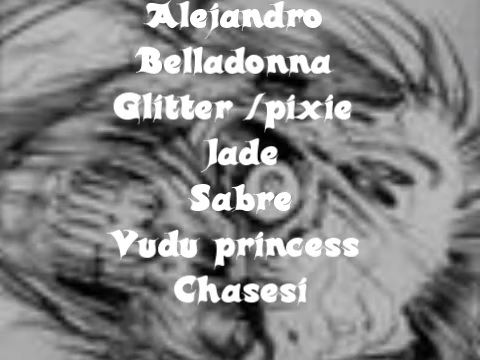 Alejandro
Belladonna
Glitter /pixie
Jade
Sabre
Vudu princess
Chasesi